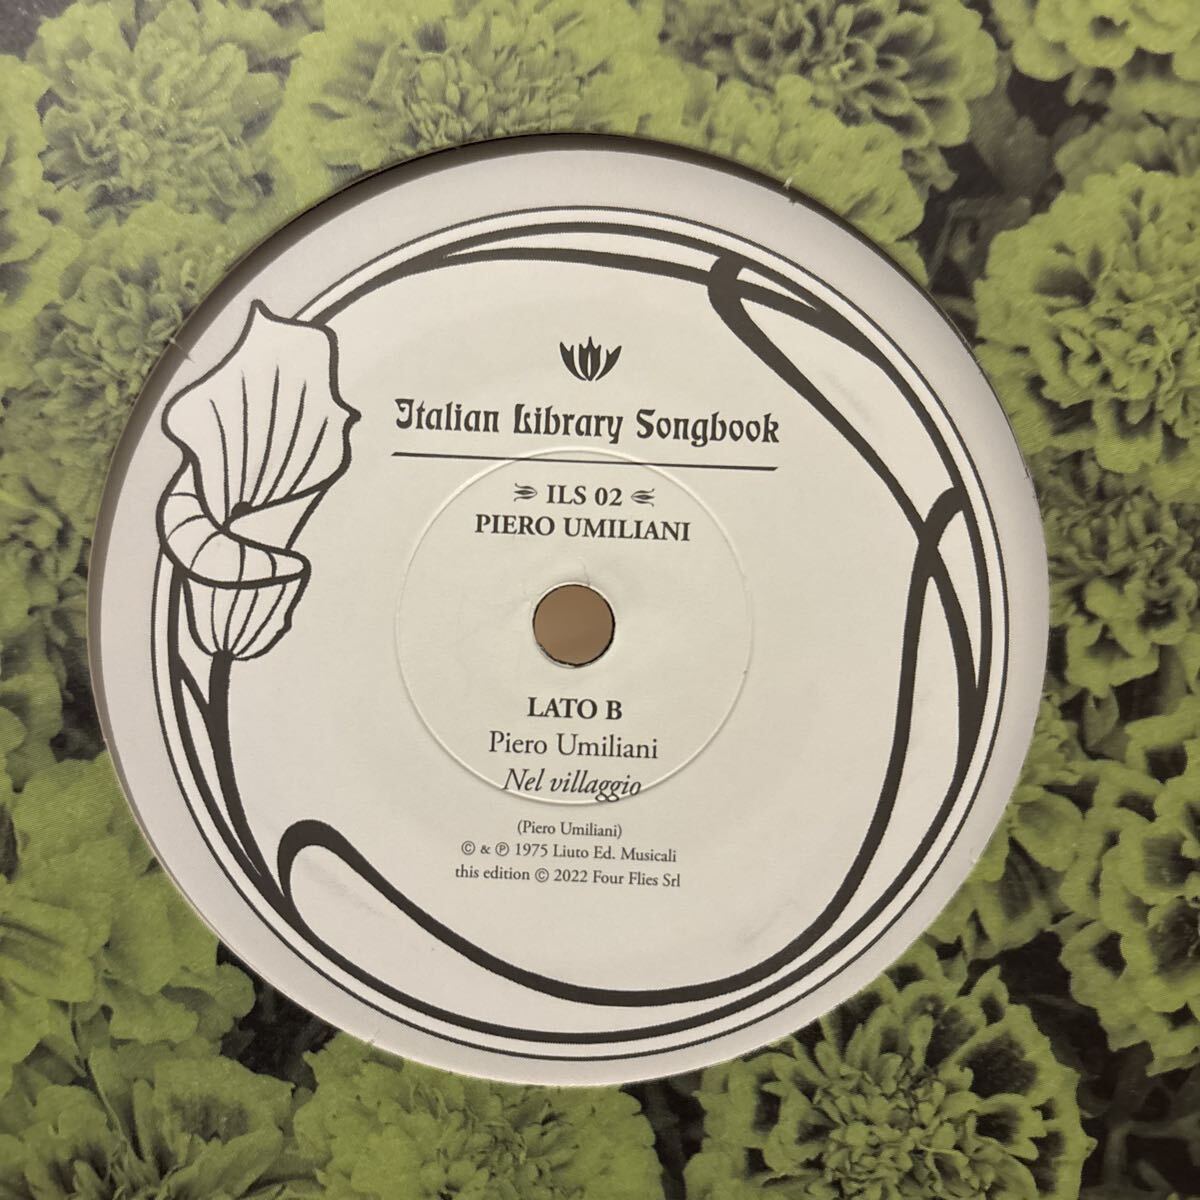 Italian Library Songbook
ILS 02
PIERO UMILIANI
LATO B
Piero Umiliani
Nel villaggio
(Piero Umiliani)
© & ℗ 1975 Liuto Ed. Musicali
this edition © 2022 Four Flies Srl